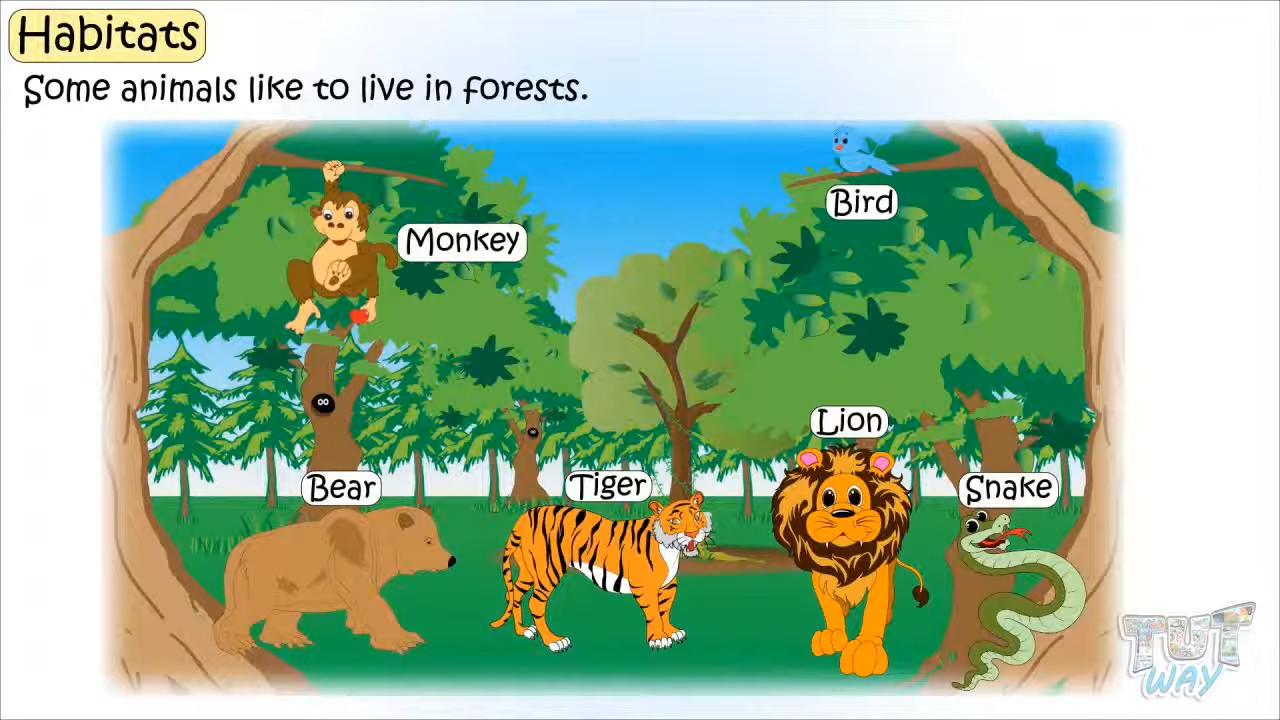 Habitats
Some animals like to live in forests.
Bird
Monkey
Lion
Bear
Tiger
Snake
TUT
WAY